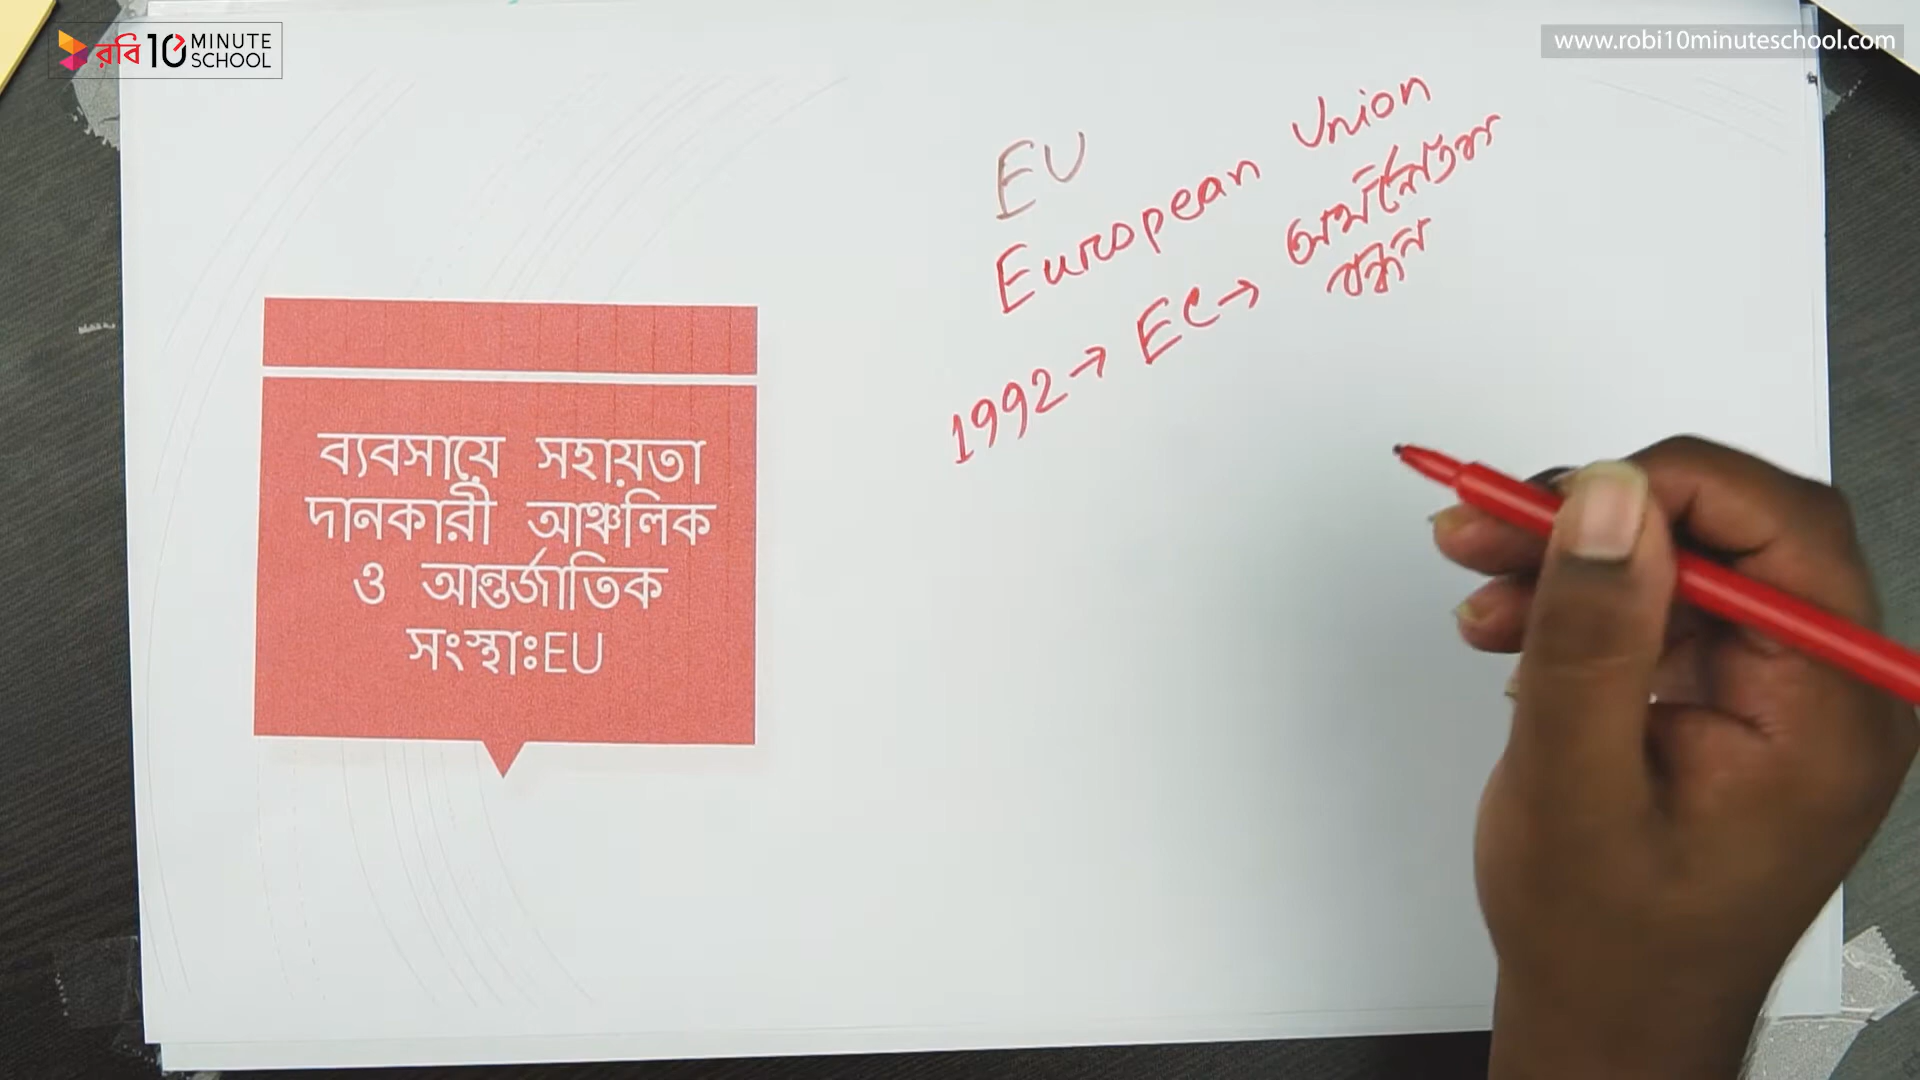 রবি 10 MINUTE SCHOOL
www.robi10minuteschool.com
EU
European Union
1992 → EC → অর্থনৈতিক
বন্ধন
ব্যবসায়ে সহায়তা
দানকারী আঞ্চলিক
ও আন্তর্জাতিক
সংস্থাঃEU